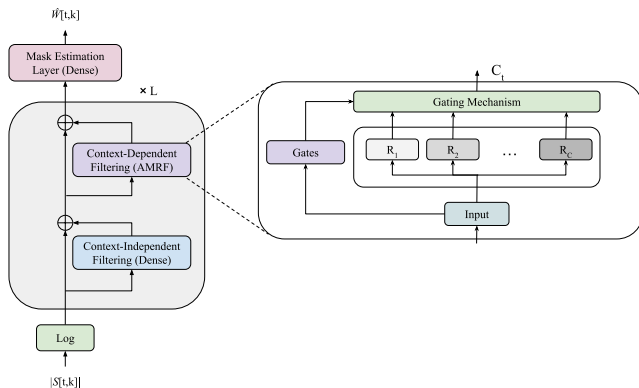 Ŵ[t,k]
Mask Estimation
Layer (Dense)
× L
Context-Dependent
Filtering (AMRF)
Context-Independent
Filtering (Dense)
Log
|S[t,k]|
C_t
Gating Mechanism
Gates
R_1 R_2 ... R_C
Input